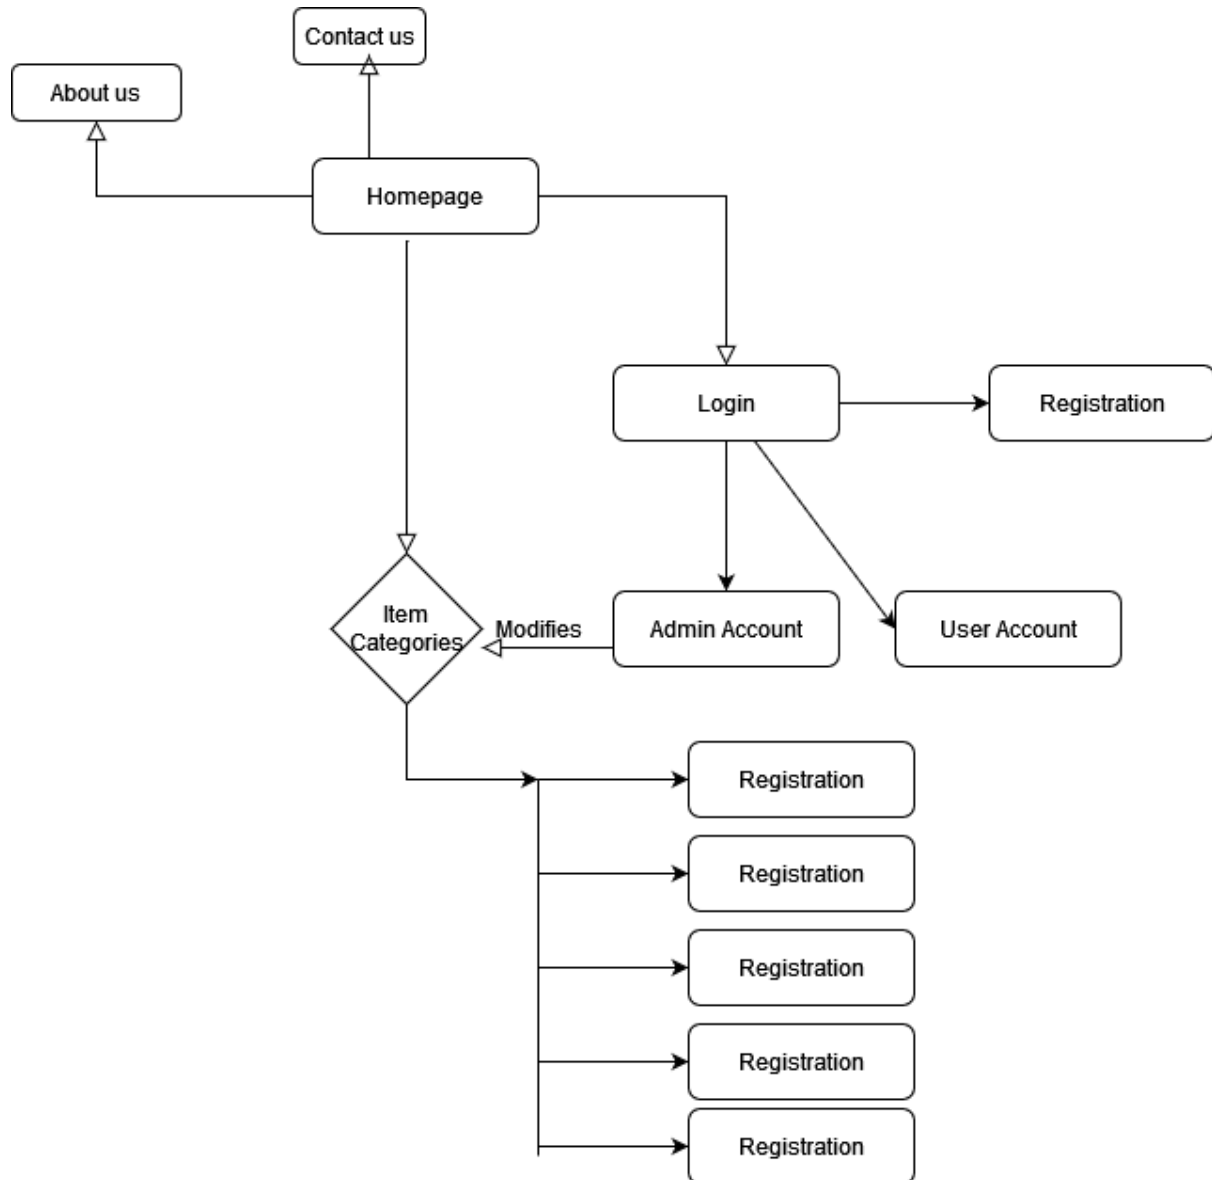 Contact us
About us
Homepage
Login
Registration
Item
Categories
Modifies
Admin Account
User Account
Registration
Registration
Registration
Registration
Registration